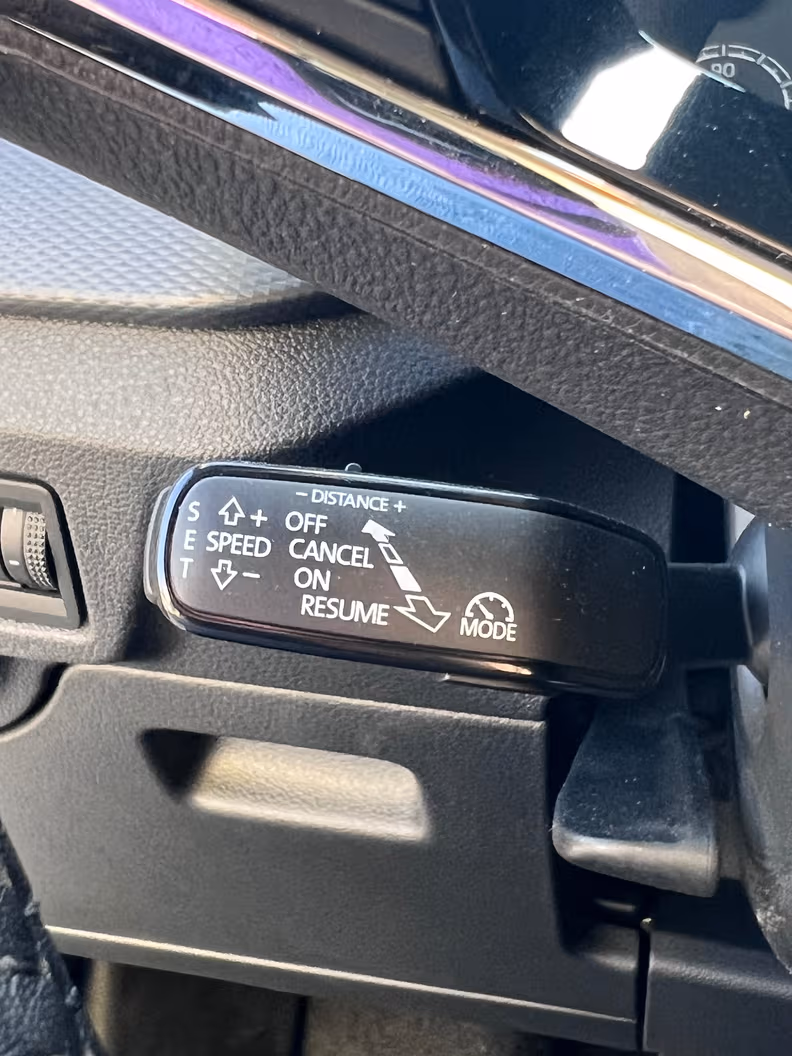 90
- DISTANCE +
S + OFF
E SPEED CANCEL
T - ON
RESUME
MODE